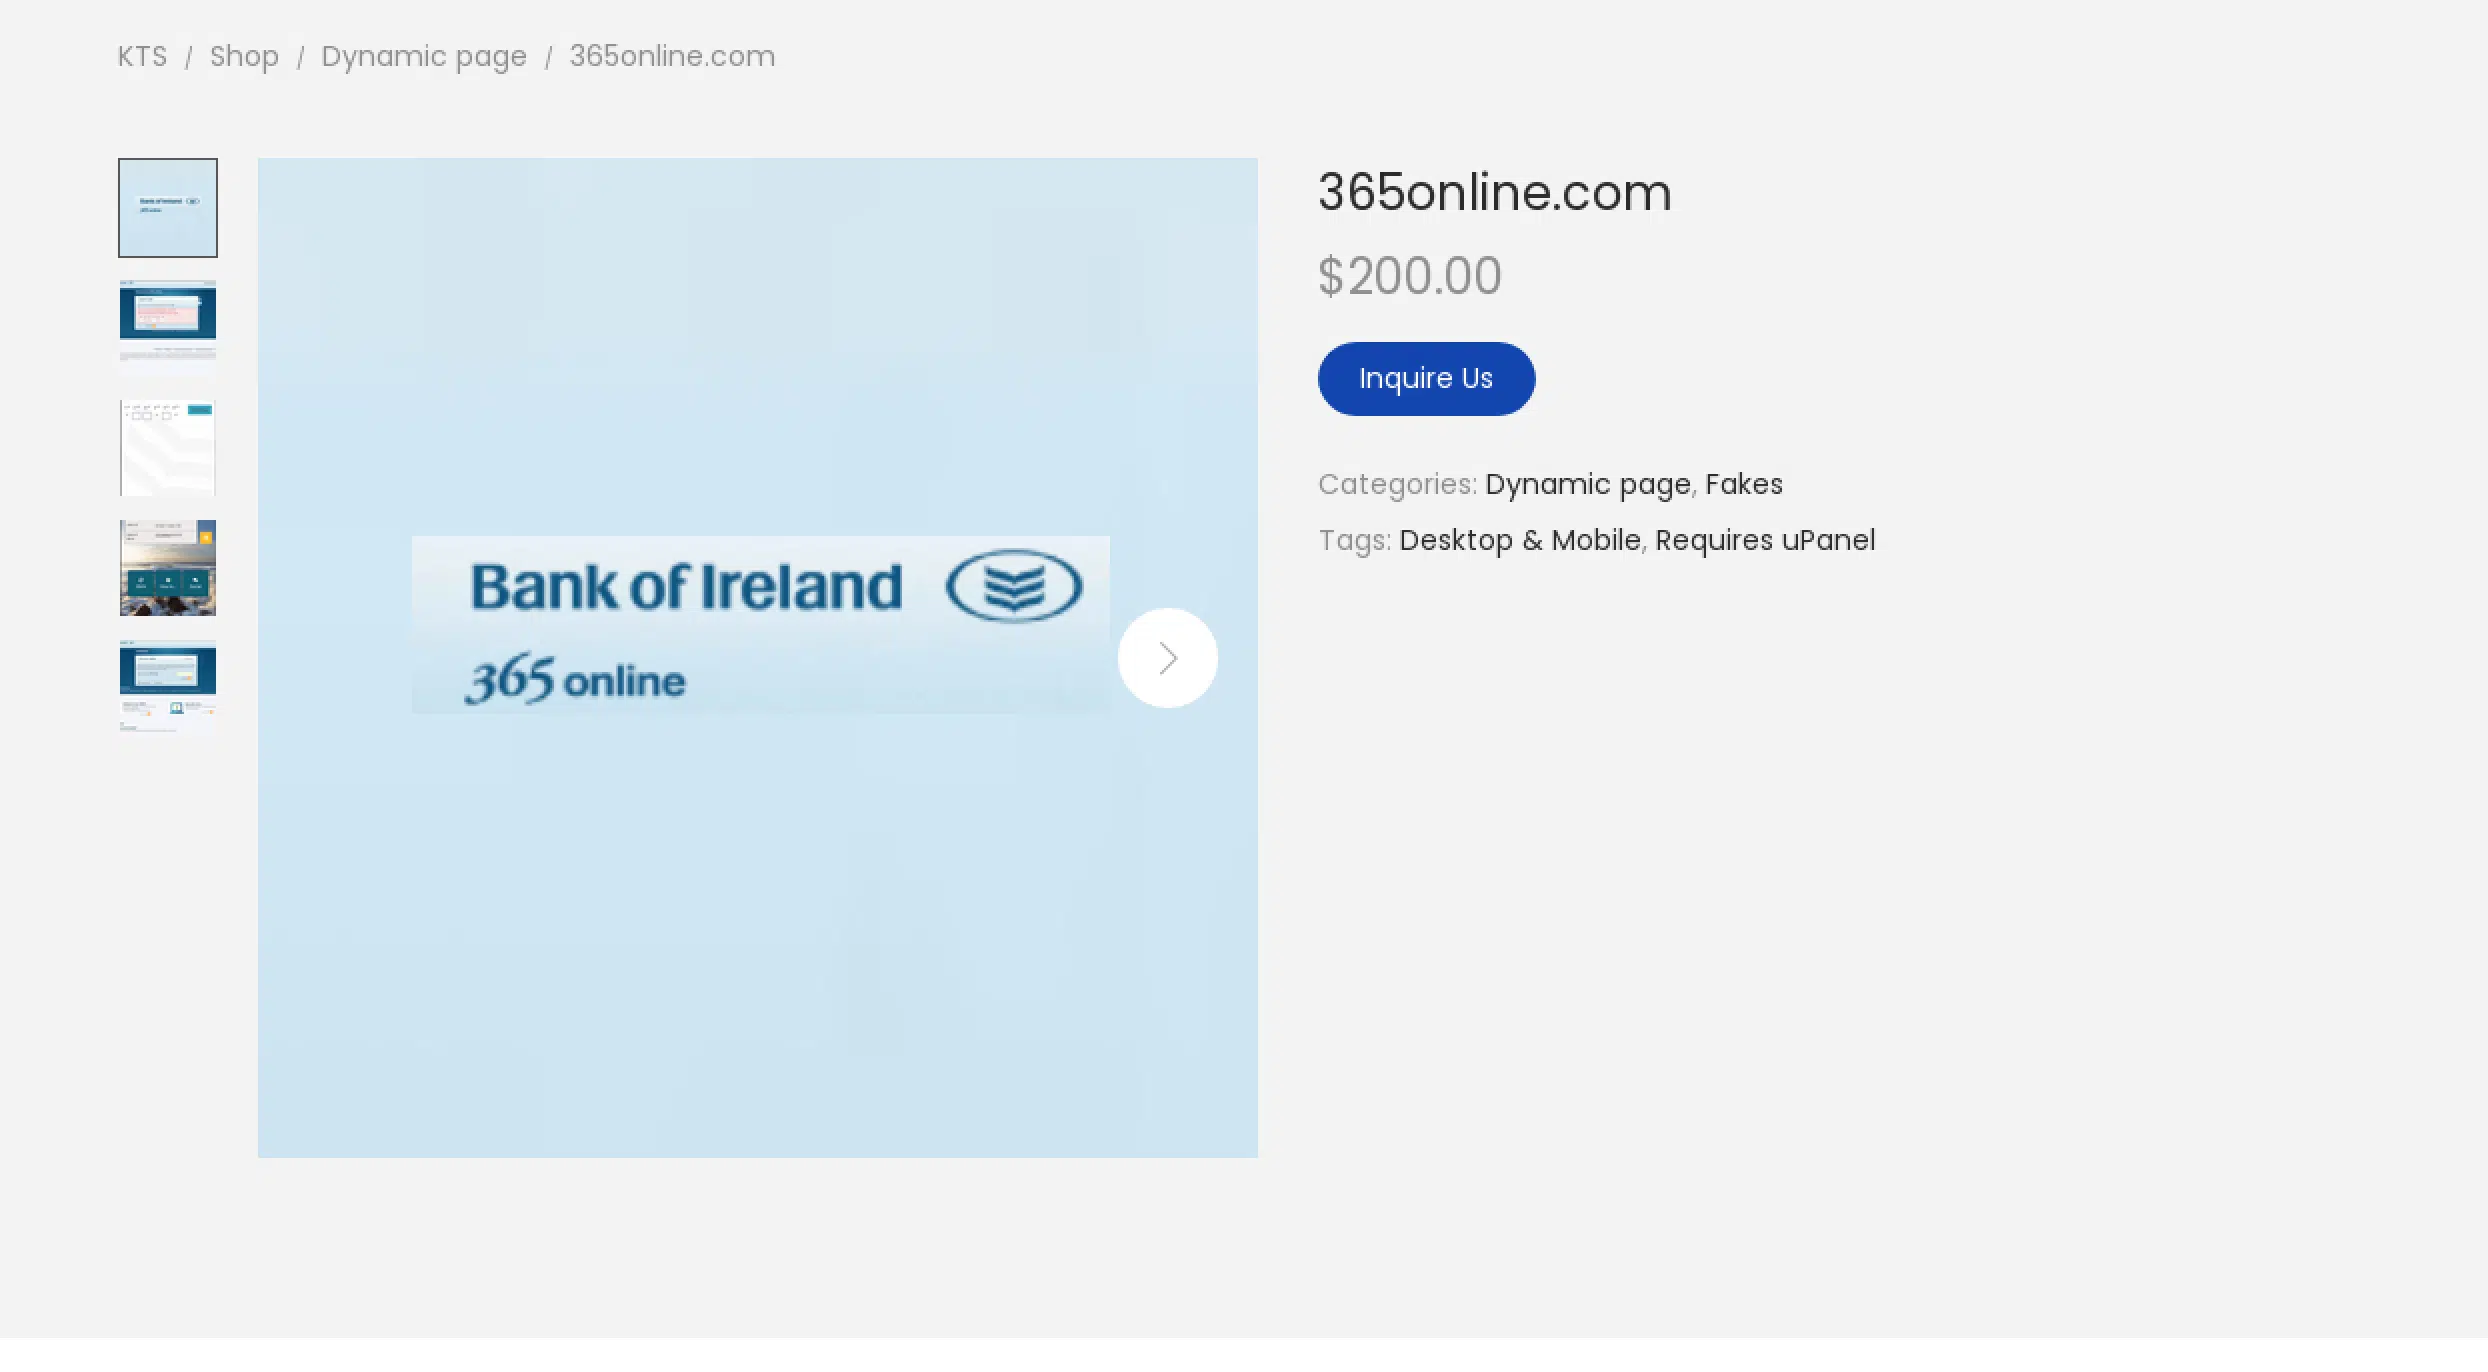 KTS / Shop / Dynamic page / 365online.com
365online.com
$200.00
Inquire Us
Categories: Dynamic page, Fakes
Tags: Desktop & Mobile, Requires uPanel
Bank of Ireland
365 online